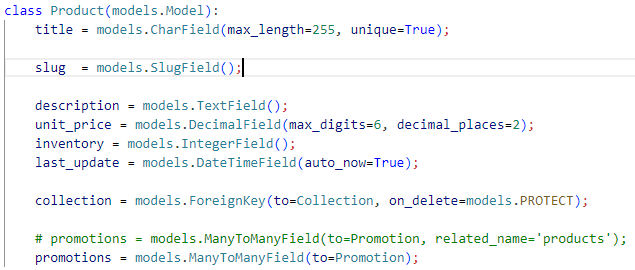 class Product(models.Model):
    title = models.CharField(max_length=255, unique=True);
    slug  = models.SlugField();
    description = models.TextField();
    unit_price = models.DecimalField(max_digits=6, decimal_places=2);
    inventory = models.IntegerField();
    last_update = models.DateTimeField(auto_now=True);
    collection = models.ForeignKey(to=Collection, on_delete=models.PROTECT);
    # promotions = models.ManyToManyField(to=Promotion, related_name='products');
    promotions = models.ManyToManyField(to=Promotion);